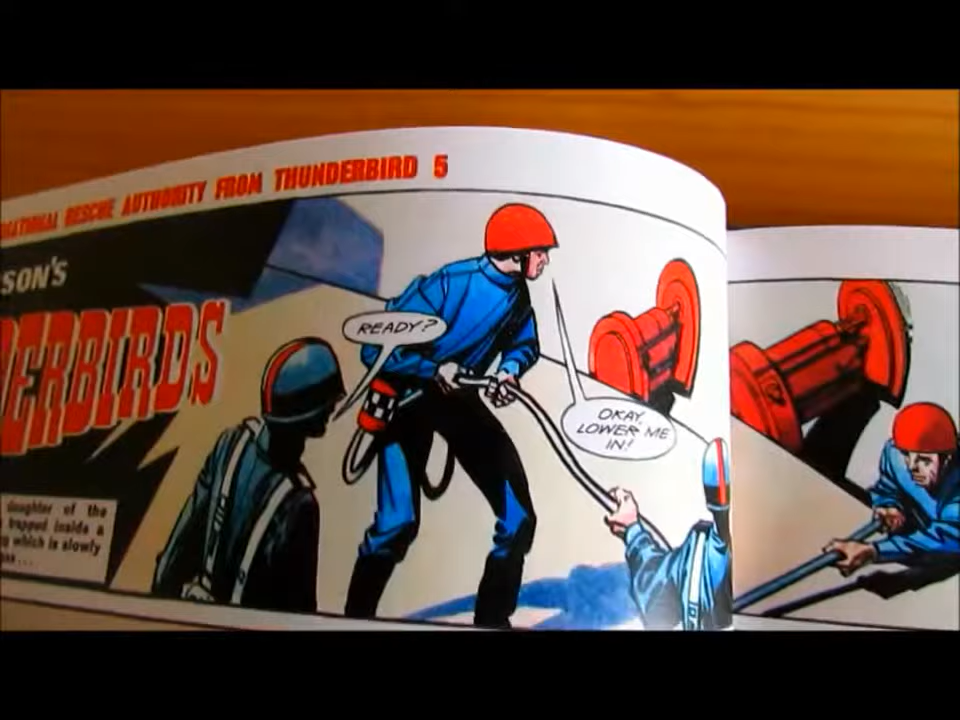 RESCUE AUTHORITY FROM THUNDERBIRD 5
SON'S
ERBIRDS
READY?
OKAY,
LOWER ME
IN!
daughter of the
trapped inside a
which is slowly